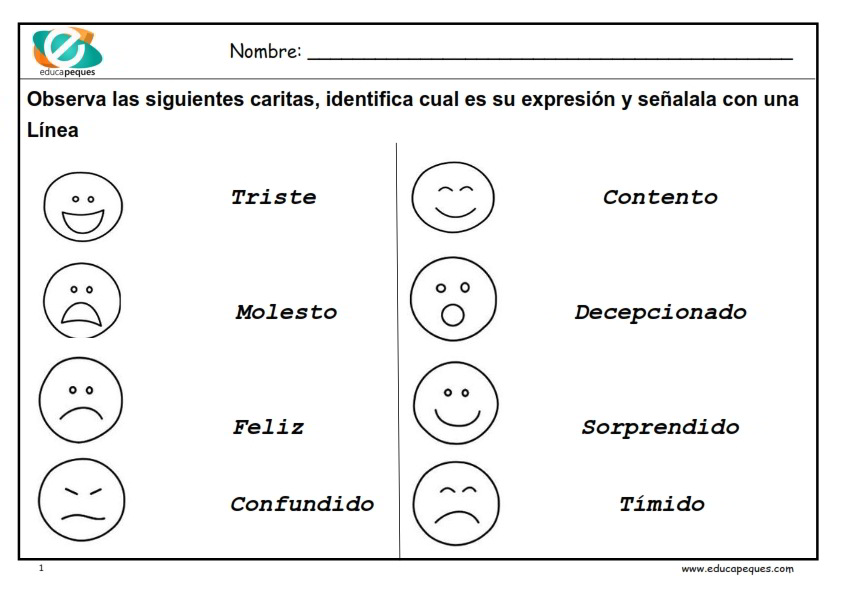 educapeques
Nombre: ____________________
Observa las siguientes caritas, identifica cual es su expresión y señalala con una
Línea
Triste
Molesto
Feliz
Confundido
Contento
Decepcionado
Sorprendido
Tímido
1
www.educapeques.com